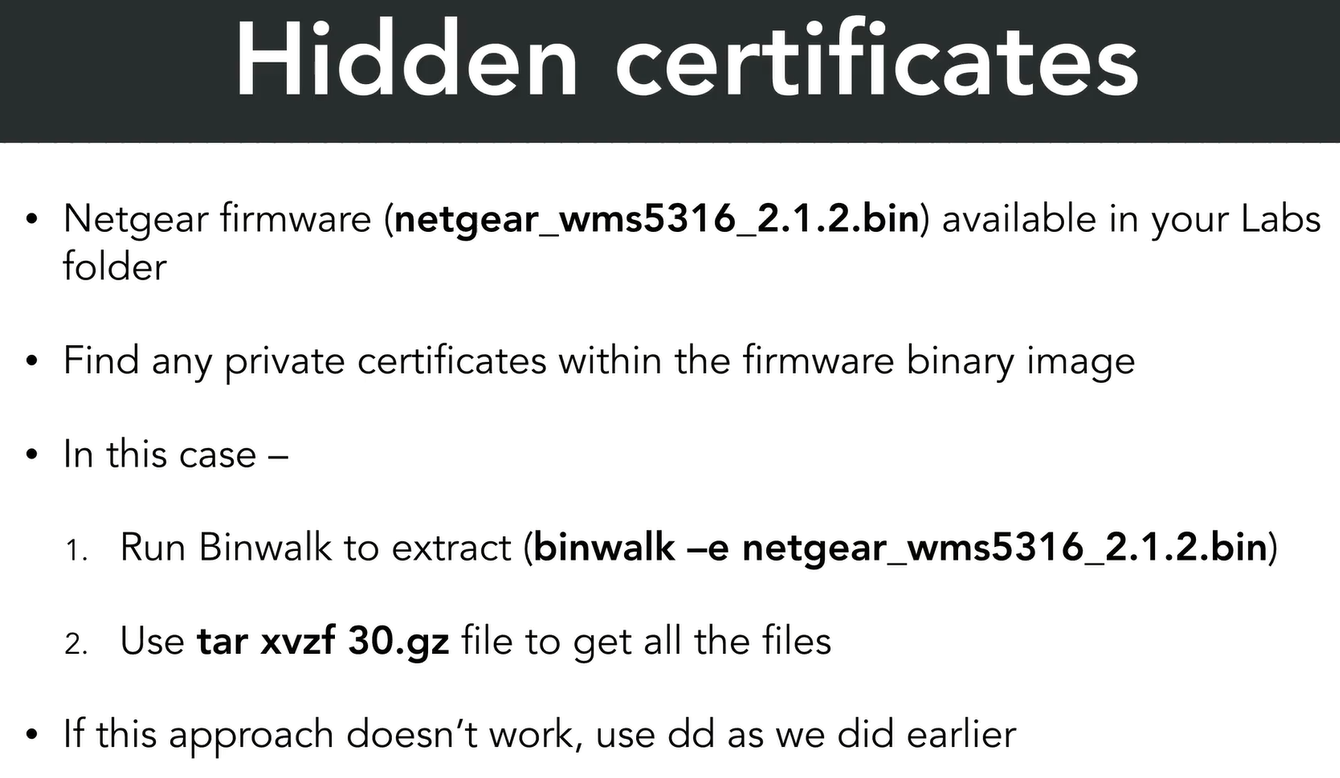 Hidden certificates
• Netgear firmware (netgear_wms5316_2.1.2.bin) available in your Labs
folder
• Find any private certificates within the firmware binary image
• In this case –
1. Run Binwalk to extract (binwalk –e netgear_wms5316_2.1.2.bin)
2. Use tar xvzf 30.gz file to get all the files
• If this approach doesn’t work, use dd as we did earlier